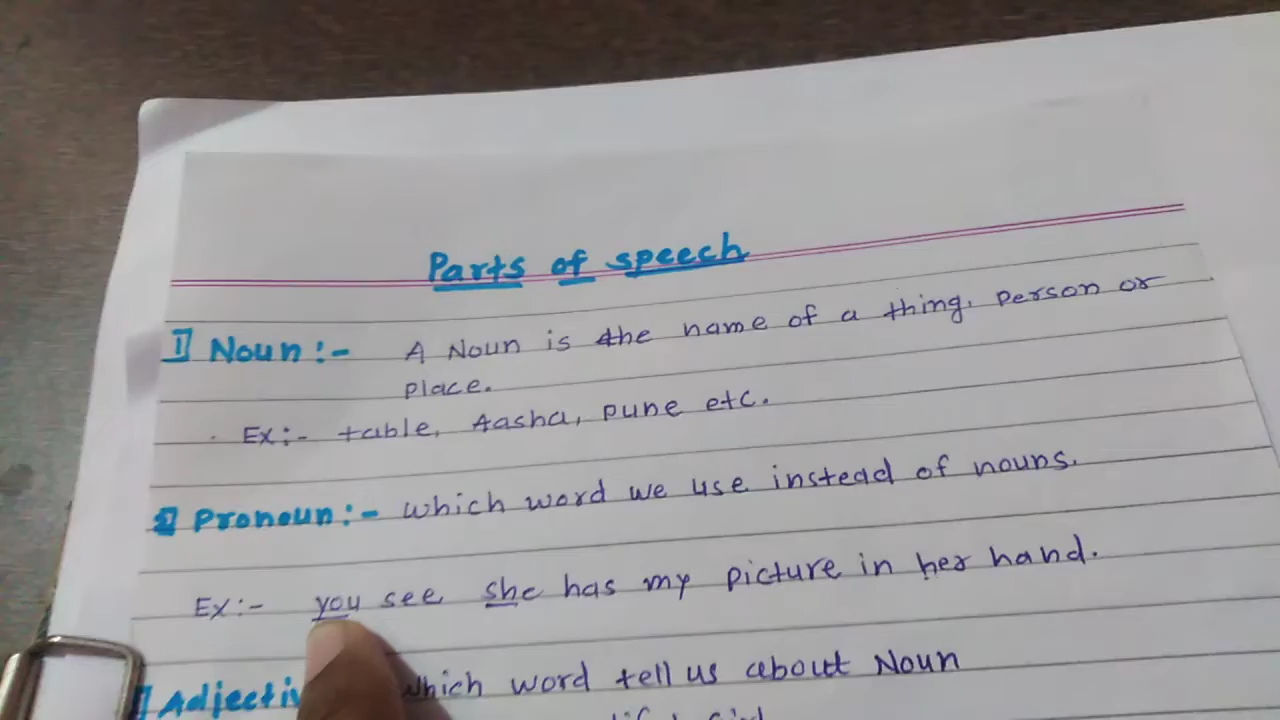 Parts of speech
1] Noun :- A Noun is the name of a thing, person or
place.
Ex :- table, Aasha, pune etc.
2] Pronoun :- which word we use instead of nouns.
Ex :- you see she has my picture in her hand.
] Adjectiv which word tell us about Noun